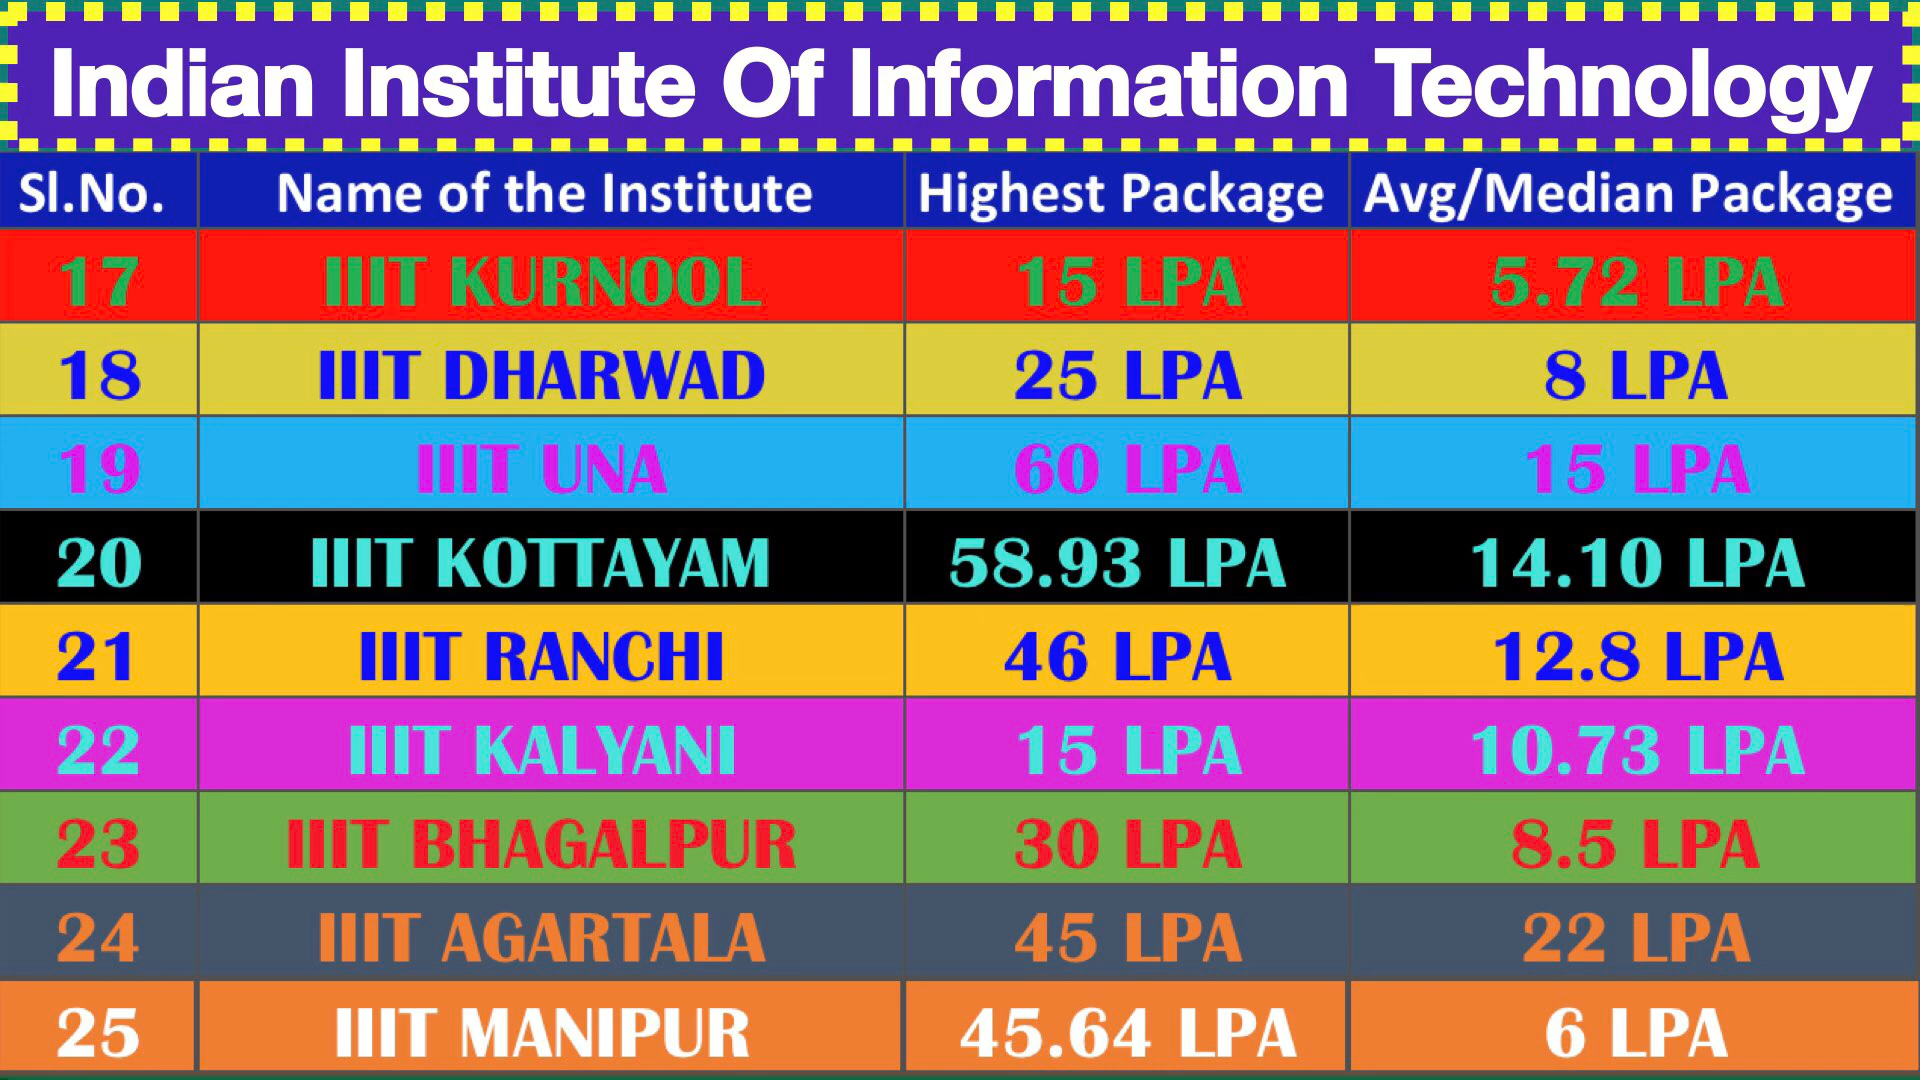 Indian Institute Of Information Technology
Sl.No. Name of the Institute Highest Package Avg/Median Package
17 IIIT KURNOOL 15 LPA 5.72 LPA
18 IIIT DHARWAD 25 LPA 8 LPA
19 IIIT UNA 60 LPA 15 LPA
20 IIIT KOTTAYAM 58.93 LPA 14.10 LPA
21 IIIT RANCHI 46 LPA 12.8 LPA
22 IIIT KALYANI 15 LPA 10.73 LPA
23 IIIT BHAGALPUR 30 LPA 8.5 LPA
24 IIIT AGARTALA 45 LPA 22 LPA
25 IIIT MANIPUR 45.64 LPA 6 LPA